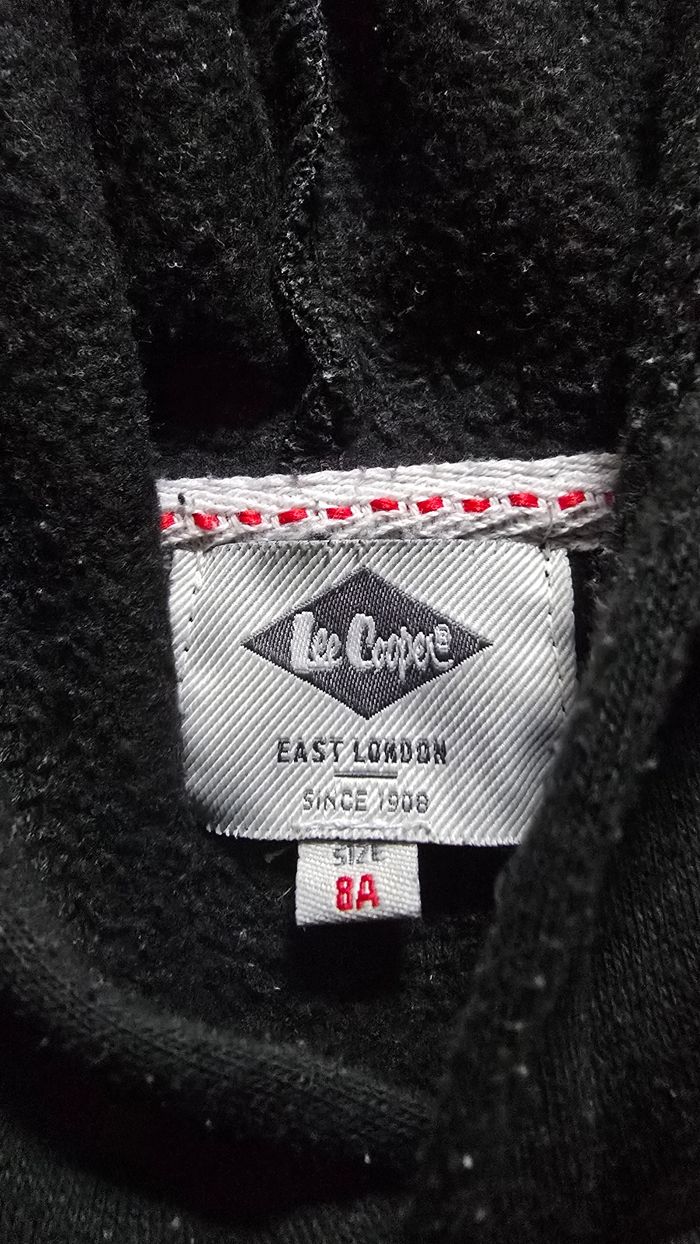 Lee Cooper®
EAST LONDON
SINCE 1908
SIZE
8A